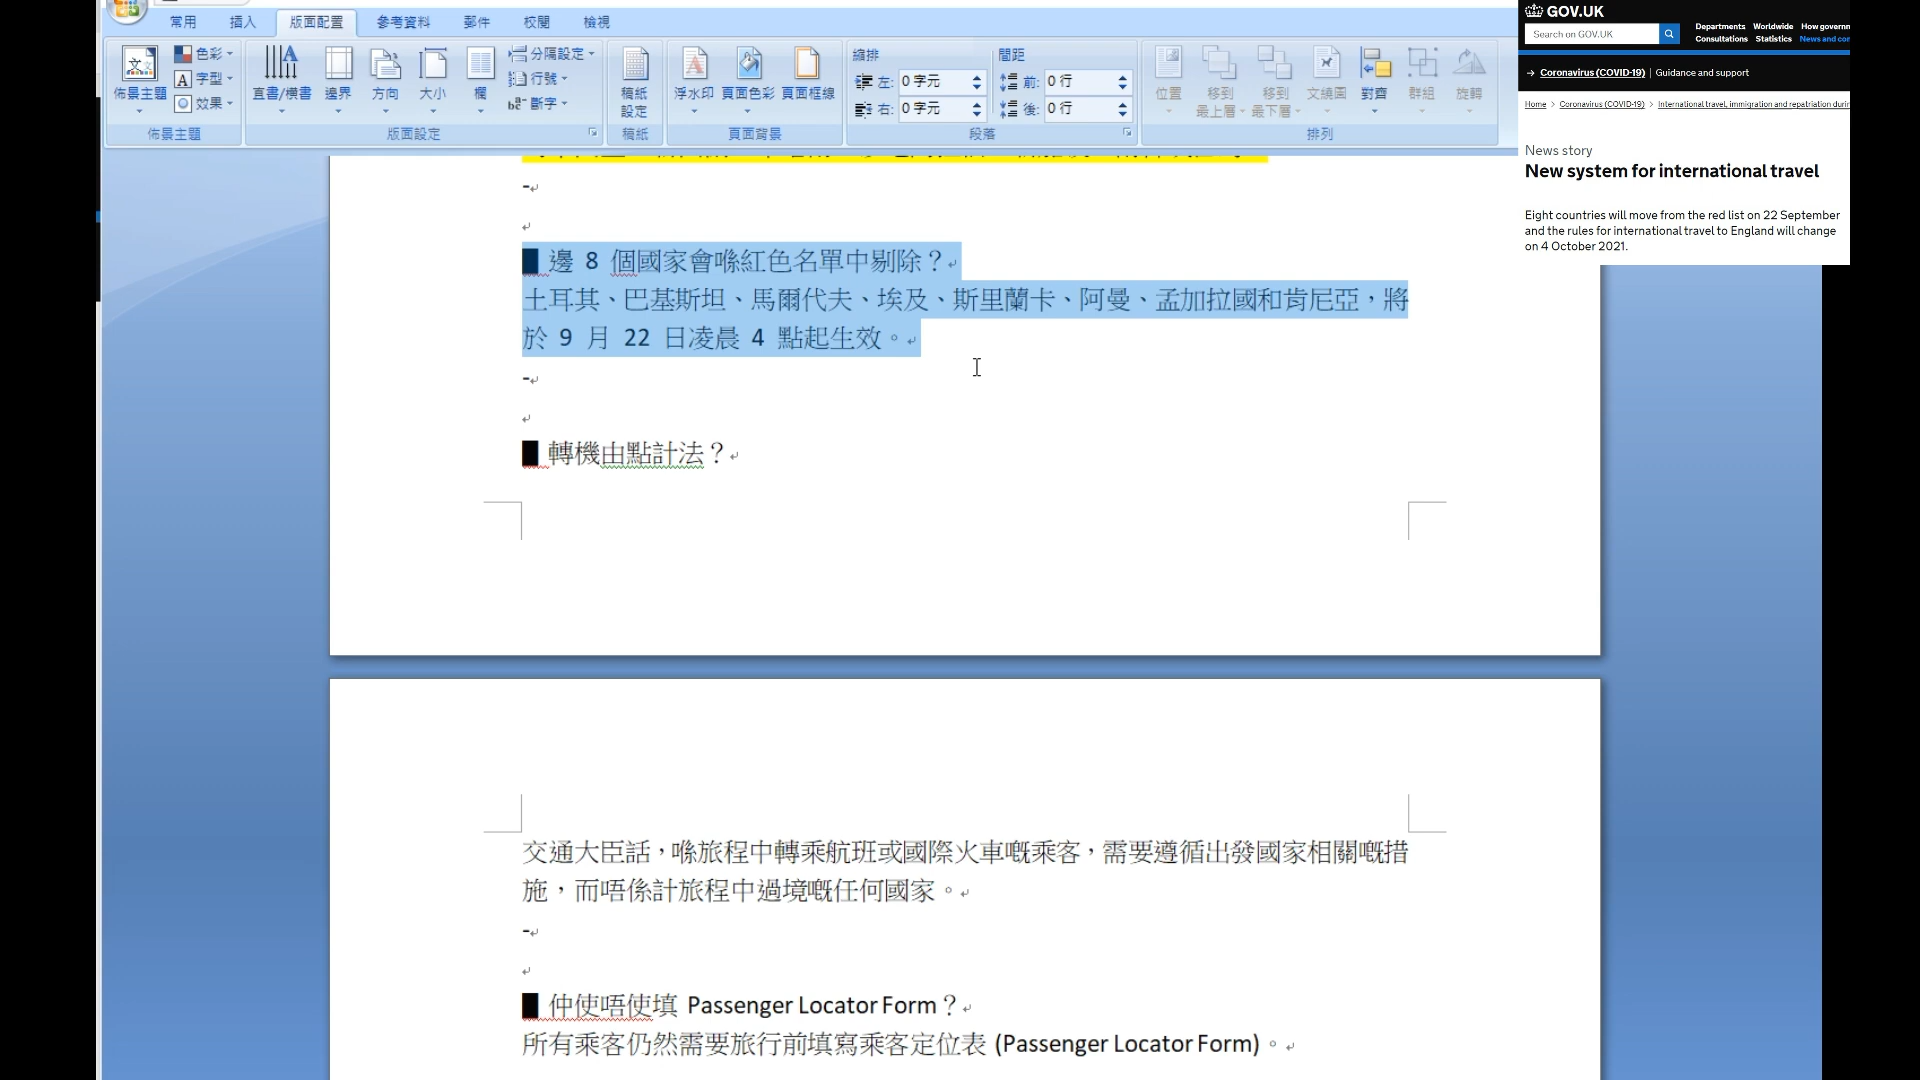 常用 插入 版面配置 參考資料 郵件 校閱 檢視
佈景主題 色彩 字型 效果
直書/橫書 邊界 方向 大小 欄 分隔設定 行號 斷字
稿紙設定
浮水印 頁面色彩 頁面框線
縮排 間距
左: 0 字元 前: 0 行
右: 0 字元 後: 0 行
位置 移到最上層 移到最下層 文繞圖 對齊 群組 旋轉
佈景主題 版面設定 稿紙 頁面背景 段落 排列
GOV.UK
Search on GOV.UK
Departments Worldwide How governm
Consultations Statistics News and com
→ Coronavirus (COVID-19) | Guidance and support
Home > Coronavirus (COVID-19) > International travel, immigration and repatriation durin
News story
New system for international travel
Eight countries will move from the red list on 22 September
and the rules for international travel to England will change
on 4 October 2021.
-
邊 8 個國家會喺紅色名單中剔除？
土耳其、巴基斯坦、馬爾代夫、埃及、斯里蘭卡、阿曼、孟加拉國和肯尼亞，將
於 9 月 22 日凌晨 4 點起生效。
-
轉機由點計法？
交通大臣話，喺旅程中轉乘航班或國際火車嘅乘客，需要遵循出發國家相關嘅措
施，而唔係計旅程中過境嘅任何國家。
-
仲使唔使填 Passenger Locator Form？
所有乘客仍然需要旅行前填寫乘客定位表 (Passenger Locator Form)。